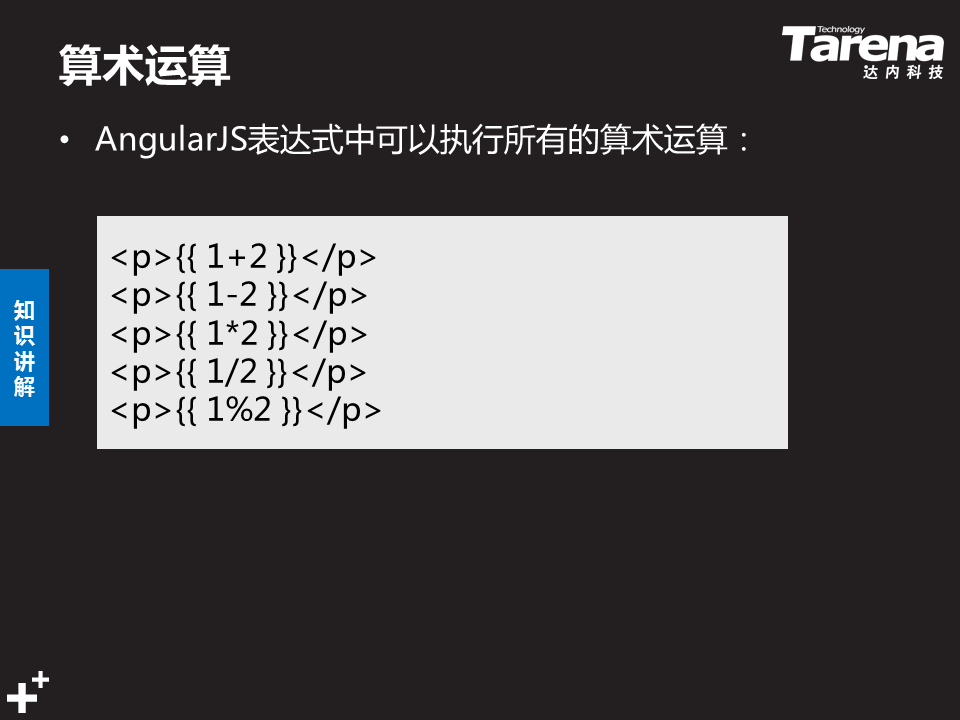 算术运算
Technology
Tarena
达内科技
• AngularJS表达式中可以执行所有的算术运算：
<p>{{ 1+2 }}</p>
<p>{{ 1-2 }}</p>
<p>{{ 1*2 }}</p>
<p>{{ 1/2 }}</p>
<p>{{ 1%2 }}</p>
知
识
讲
解